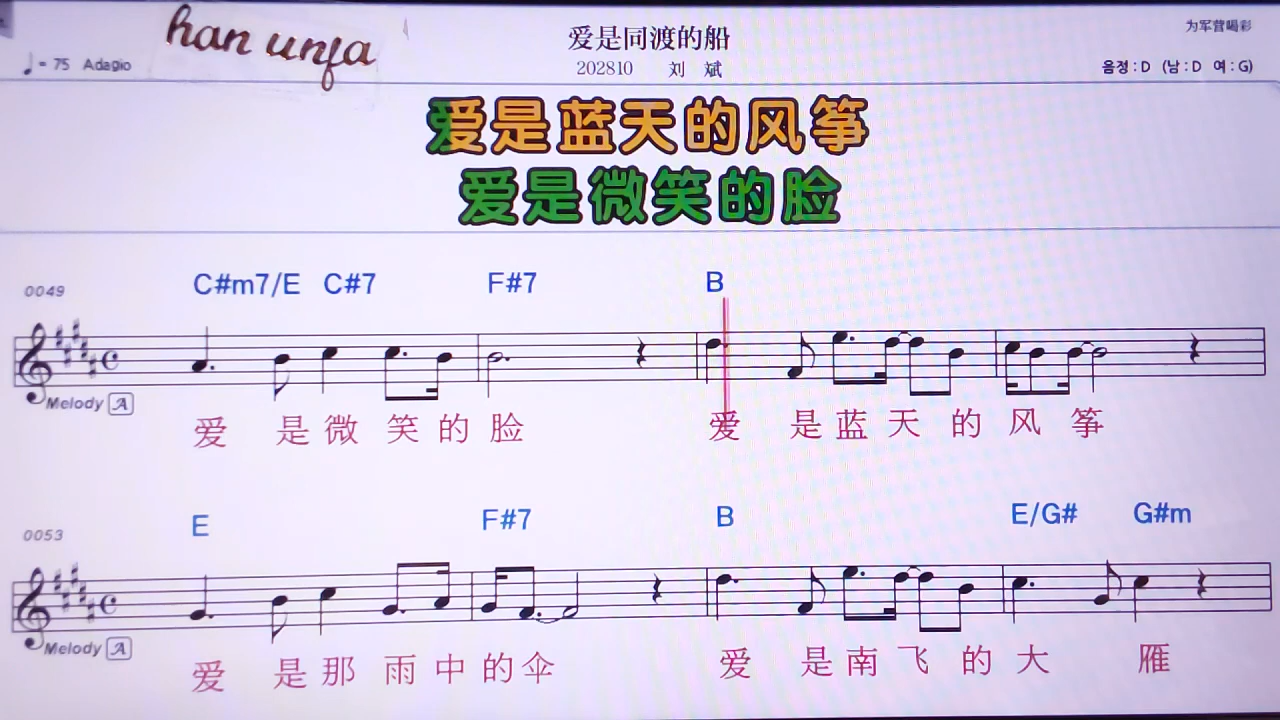 han unfa
爱是同渡的船
为军营喝彩
♩= 75 Adagio
202810 刘 斌
음정:D (남:D 여:G)
爱是蓝天的风筝
爱是微笑的脸
0049
C#m7/E C#7 F#7 B
Melody A
爱 是 微 笑 的 脸 爱 是 蓝 天 的 风 筝
0053
E F#7 B E/G# G#m
Melody A
爱 是 那 雨 中 的 伞 爱 是 南 飞 的 大 雁